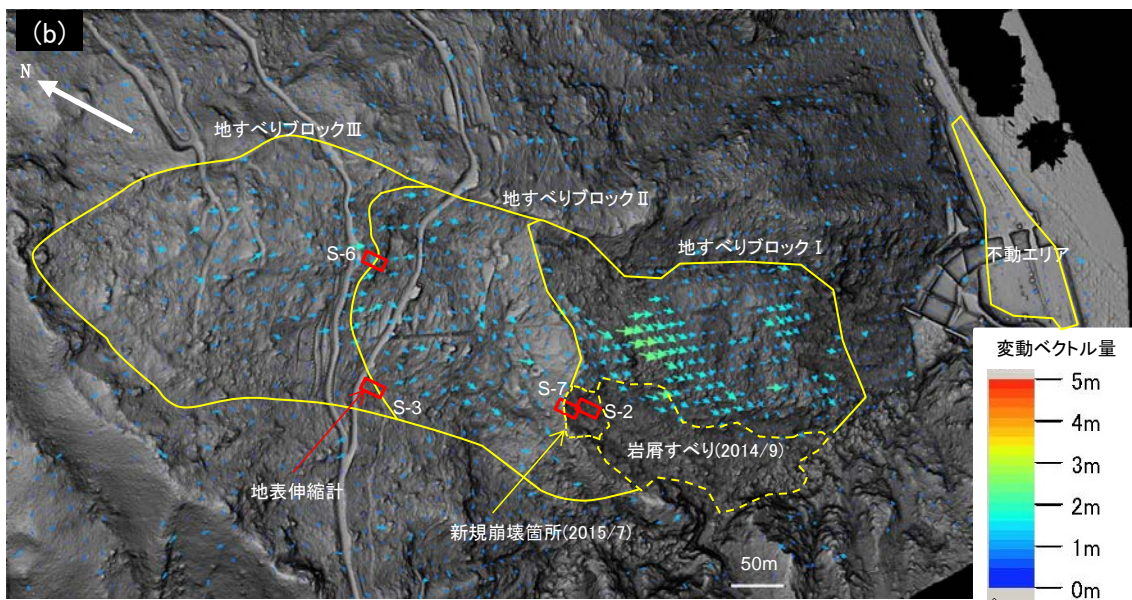 (b)
N
地すべりブロックⅢ
地すべりブロックⅡ
地すべりブロックⅠ
不動エリア
S-6
S-3
S-7
S-2
地表伸縮計
岩屑すべり(2014/9)
新規崩壊箇所(2015/7)
50m
変動ベクトル量
5m
4m
3m
2m
1m
0m